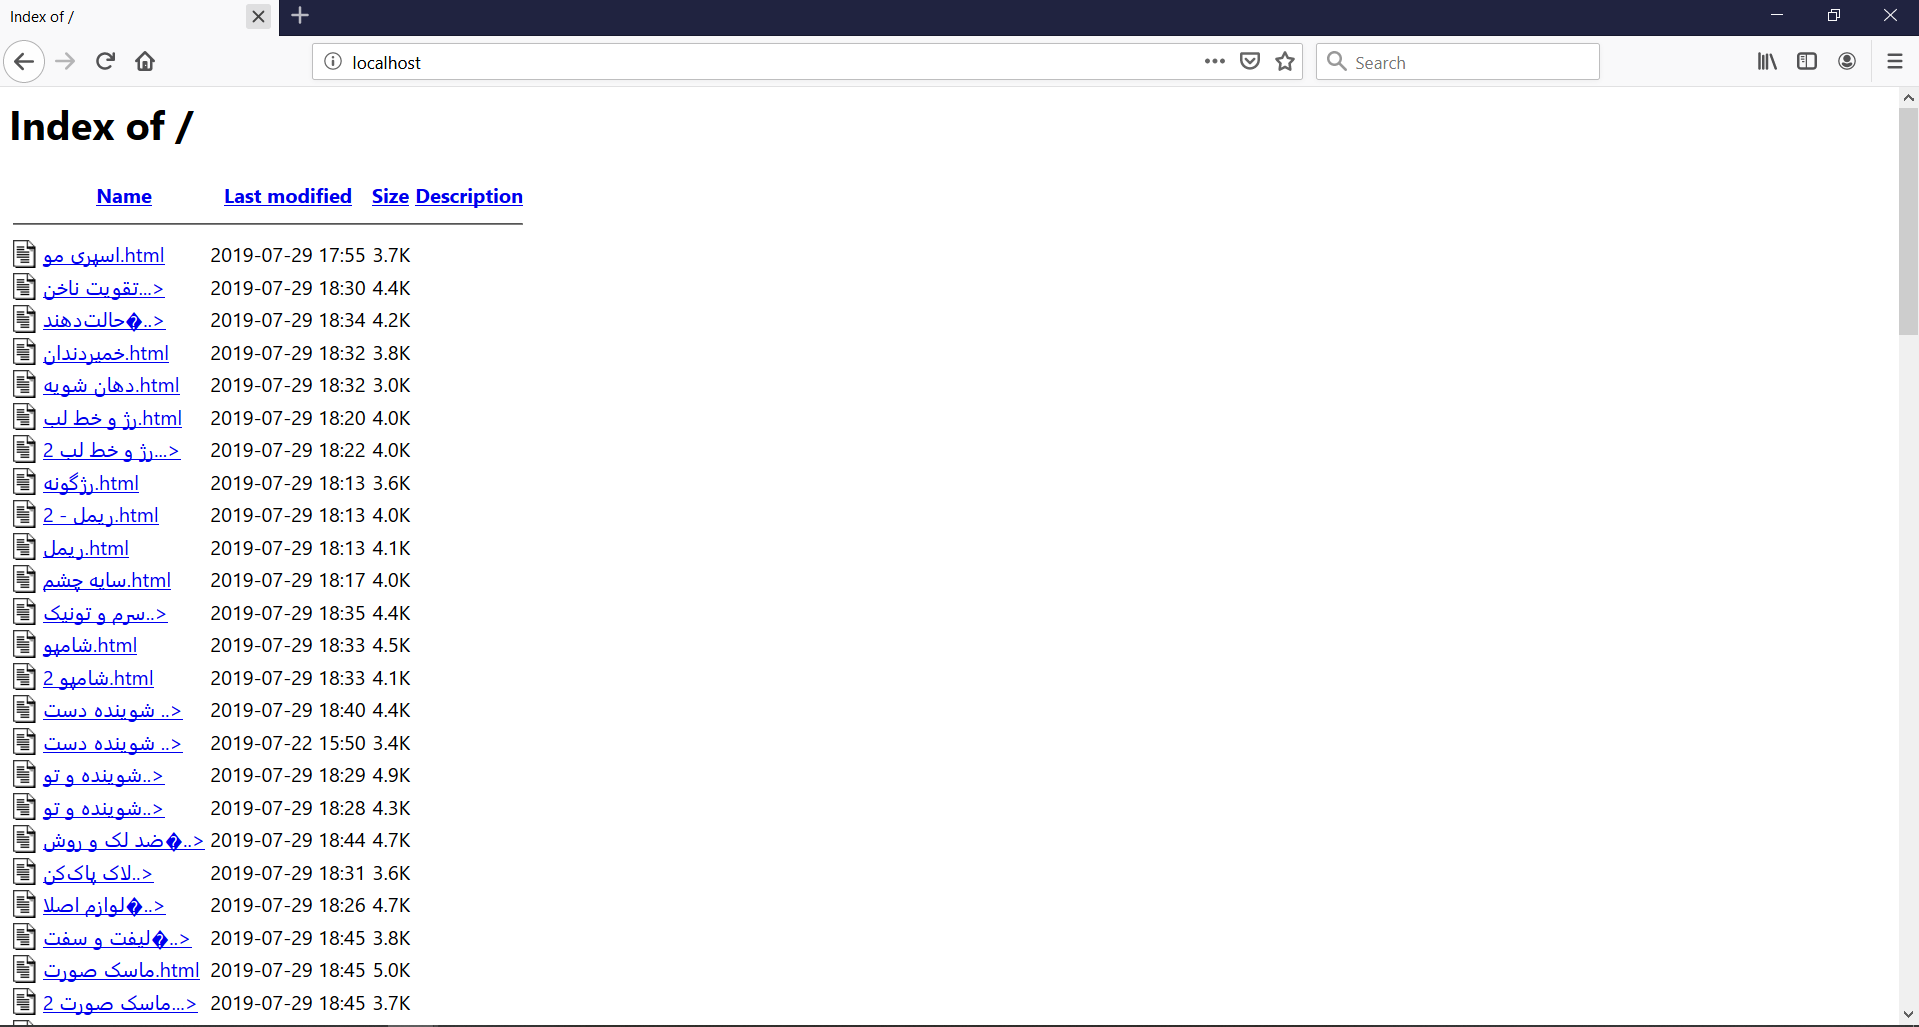 Index of /
localhost
Search
Index of /
Name Last modified Size Description
اسپری مو.html 2019-07-29 17:55 3.7K
تقویت ناخن...> 2019-07-29 18:30 4.4K
حالت‌دهند�..> 2019-07-29 18:34 4.2K
خمیردندان.html 2019-07-29 18:32 3.8K
دهان شویه.html 2019-07-29 18:32 3.0K
رژ و خط لب.html 2019-07-29 18:20 4.0K
رژ و خط لب 2...> 2019-07-29 18:22 4.0K
رژگونه.html 2019-07-29 18:13 3.6K
ریمل - 2.html 2019-07-29 18:13 4.0K
ریمل.html 2019-07-29 18:13 4.1K
سایه چشم.html 2019-07-29 18:17 4.0K
سرم و تونیک..> 2019-07-29 18:35 4.4K
شامپو.html 2019-07-29 18:33 4.5K
شامپو 2.html 2019-07-29 18:33 4.1K
شوینده دست ..> 2019-07-29 18:40 4.4K
شوینده دست ..> 2019-07-22 15:50 3.4K
شوینده و تو..> 2019-07-29 18:29 4.9K
شوینده و تو..> 2019-07-29 18:28 4.3K
ضد لک و روش�..> 2019-07-29 18:44 4.7K
لاک پاک‌کن..> 2019-07-29 18:31 3.6K
لوازم اصلا�..> 2019-07-29 18:26 4.7K
لیفت و سفت�..> 2019-07-29 18:45 3.8K
ماسک صورت.html 2019-07-29 18:45 5.0K
ماسک صورت 2...> 2019-07-29 18:45 3.7K